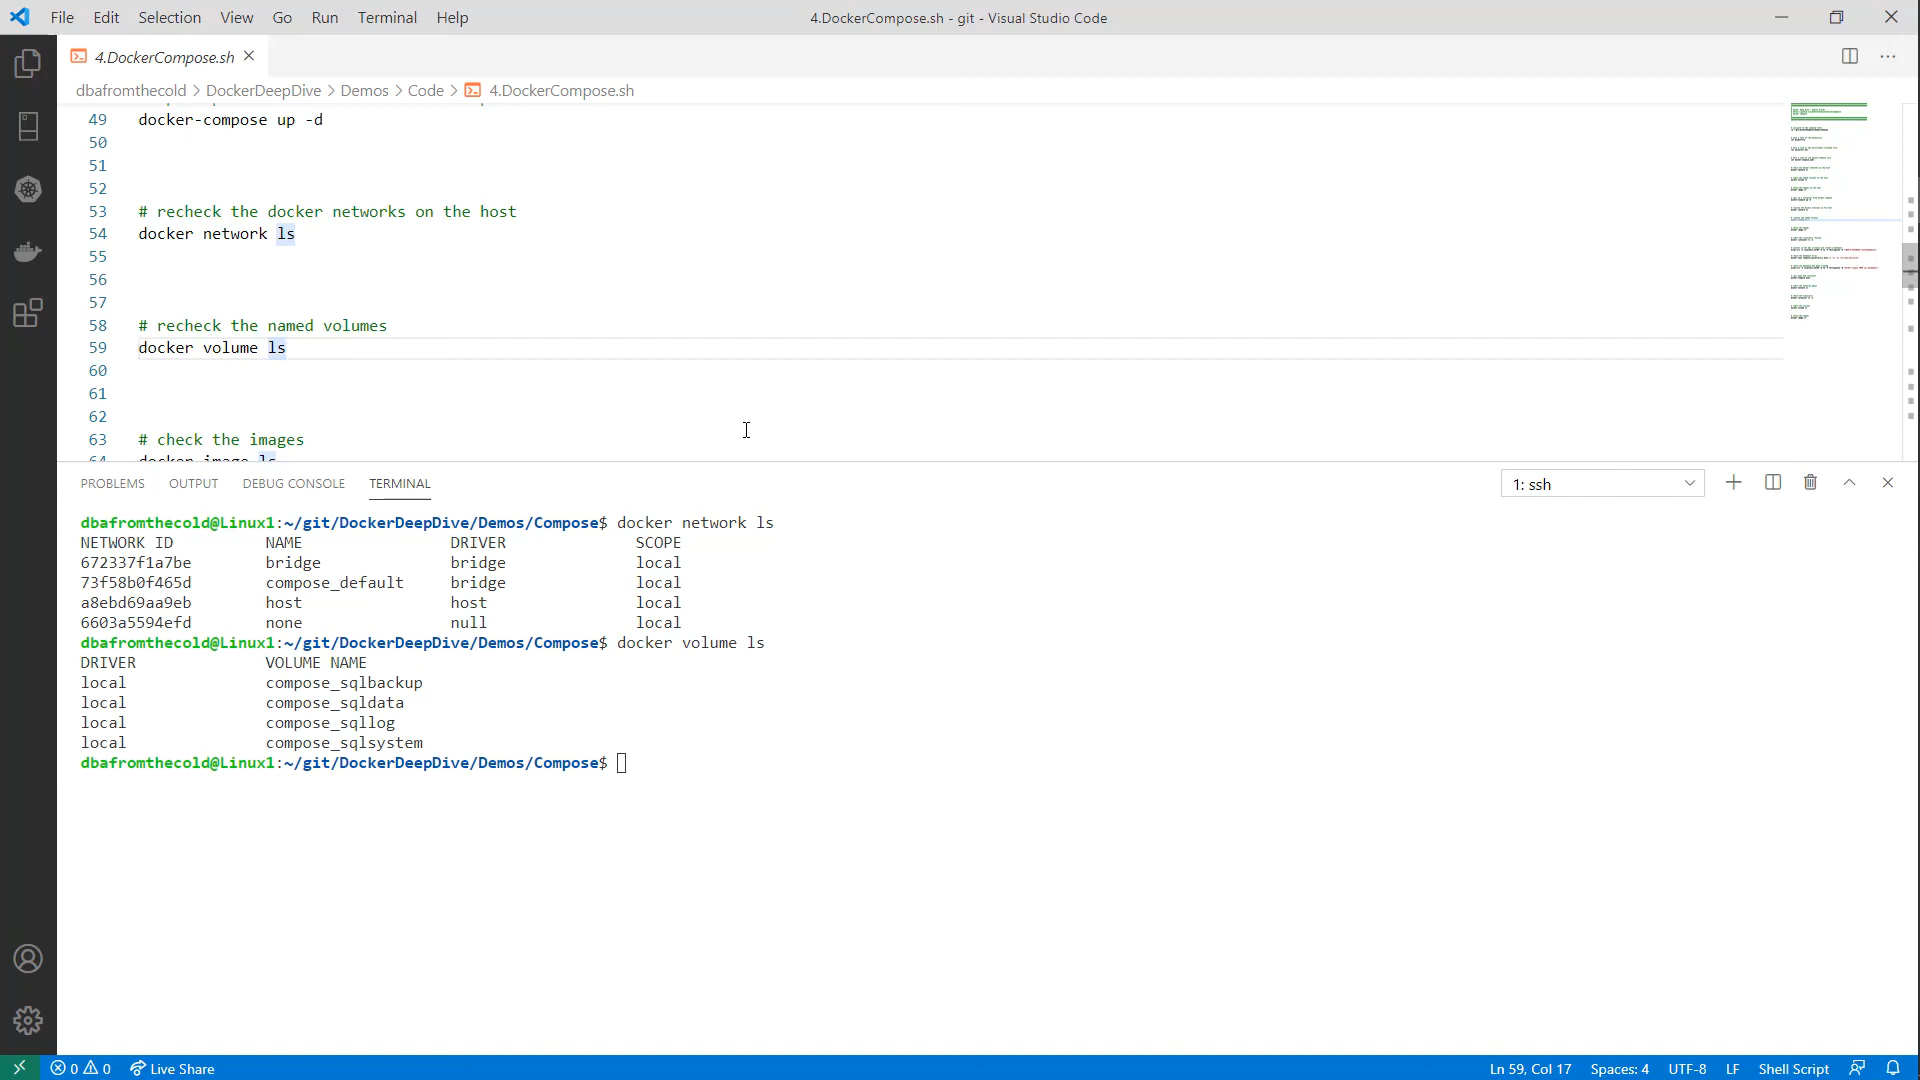 File Edit Selection View Go Run Terminal Help
4.DockerCompose.sh - git - Visual Studio Code
4.DockerCompose.sh
dbafromthecold > DockerDeepDive > Demos > Code > 4.DockerCompose.sh
49 docker-compose up -d
50
51
52
53 # recheck the docker networks on the host
54 docker network ls
55
56
57
58 # recheck the named volumes
59 docker volume ls
60
61
62
63 # check the images
64 docker image ls
PROBLEMS OUTPUT DEBUG CONSOLE TERMINAL
1: ssh
dbafromthecold@Linux1:~/git/DockerDeepDive/Demos/Compose$ docker network ls
NETWORK ID NAME DRIVER SCOPE
672337f1a7be bridge bridge local
73f58b0f465d compose_default bridge local
a8ebd69aa9eb host host local
6603a5594efd none null local
dbafromthecold@Linux1:~/git/DockerDeepDive/Demos/Compose$ docker volume ls
DRIVER VOLUME NAME
local compose_sqlbackup
local compose_sqldata
local compose_sqllog
local compose_sqlsystem
dbafromthecold@Linux1:~/git/DockerDeepDive/Demos/Compose$
0 0 Live Share
Ln 59, Col 17 Spaces: 4 UTF-8 LF Shell Script